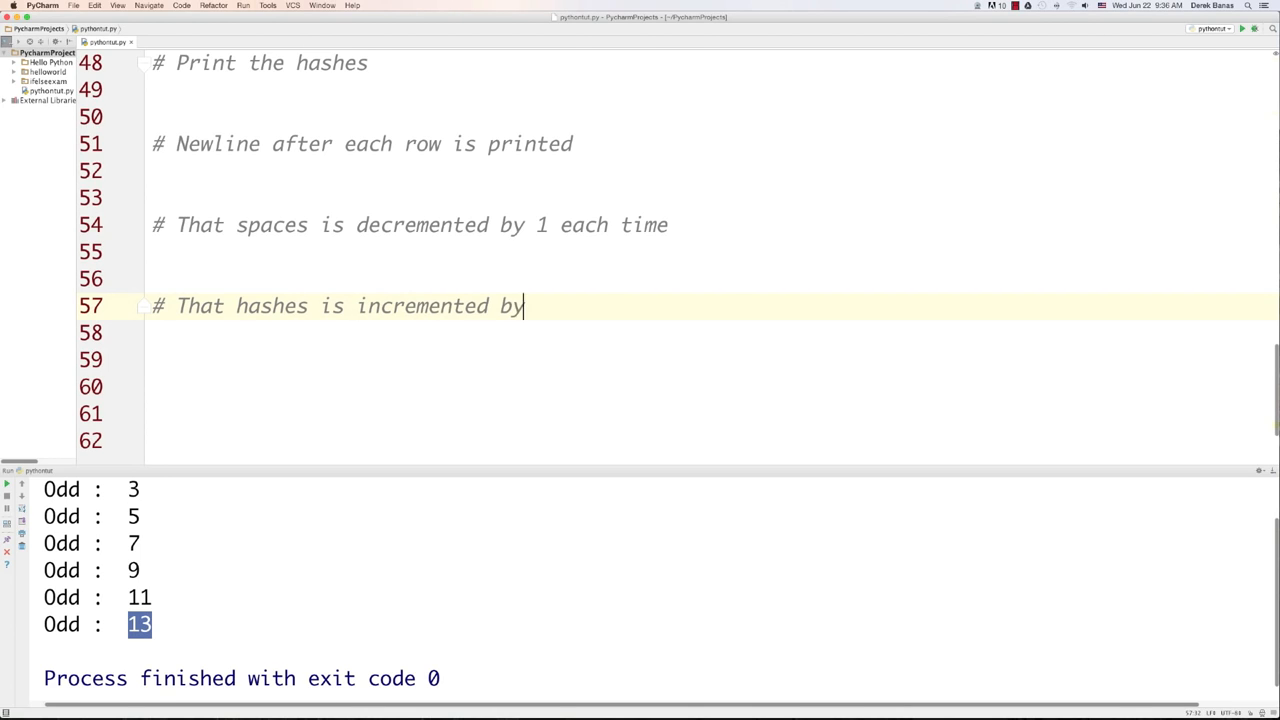 PyCharm File Edit View Navigate Code Refactor Run Tools VCS Window Help 10 Wed Jun 22 9:36 AM Derek Banas
pythontut.py - PycharmProjects - [~/PycharmProjects]
PycharmProjects pythontut.py pythontut
pythontut.py ×
PycharmProject
Hello Python
helloworld
ifelseexam
pythontut.py
External Librarie
48 # Print the hashes
49
50
51 # Newline after each row is printed
52
53
54 # That spaces is decremented by 1 each time
55
56
57 # That hashes is incremented by
58
59
60
61
62
Run pythontut
Odd : 3
Odd : 5
Odd : 7
Odd : 9
Odd : 11
Odd : 13
Process finished with exit code 0
57:32 LF‡ UTF-8‡